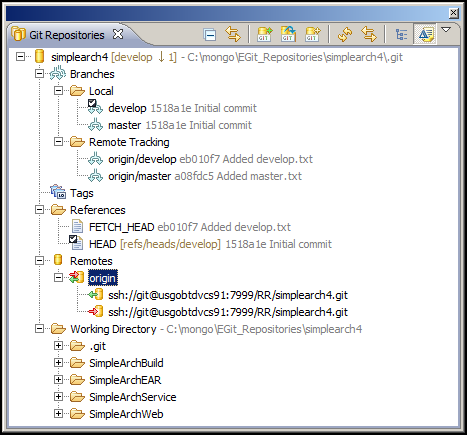 Git Repositories
GIT GIT GIT
simplearch4 [develop ↓ 1] - C:\mongo\EGit_Repositories\simplearch4\.git
Branches
Local
develop 1518a1e Initial commit
master 1518a1e Initial commit
Remote Tracking
origin/develop eb010f7 Added develop.txt
origin/master a08fdc5 Added master.txt
Tags
References
FETCH_HEAD eb010f7 Added develop.txt
HEAD [refs/heads/develop] 1518a1e Initial commit
Remotes
origin
ssh://git@usgobtdvcs91:7999/RR/simplearch4.git
ssh://git@usgobtdvcs91:7999/RR/simplearch4.git
Working Directory - C:\mongo\EGit_Repositories\simplearch4
.git
SimpleArchBuild
SimpleArchEAR
SimpleArchService
SimpleArchWeb